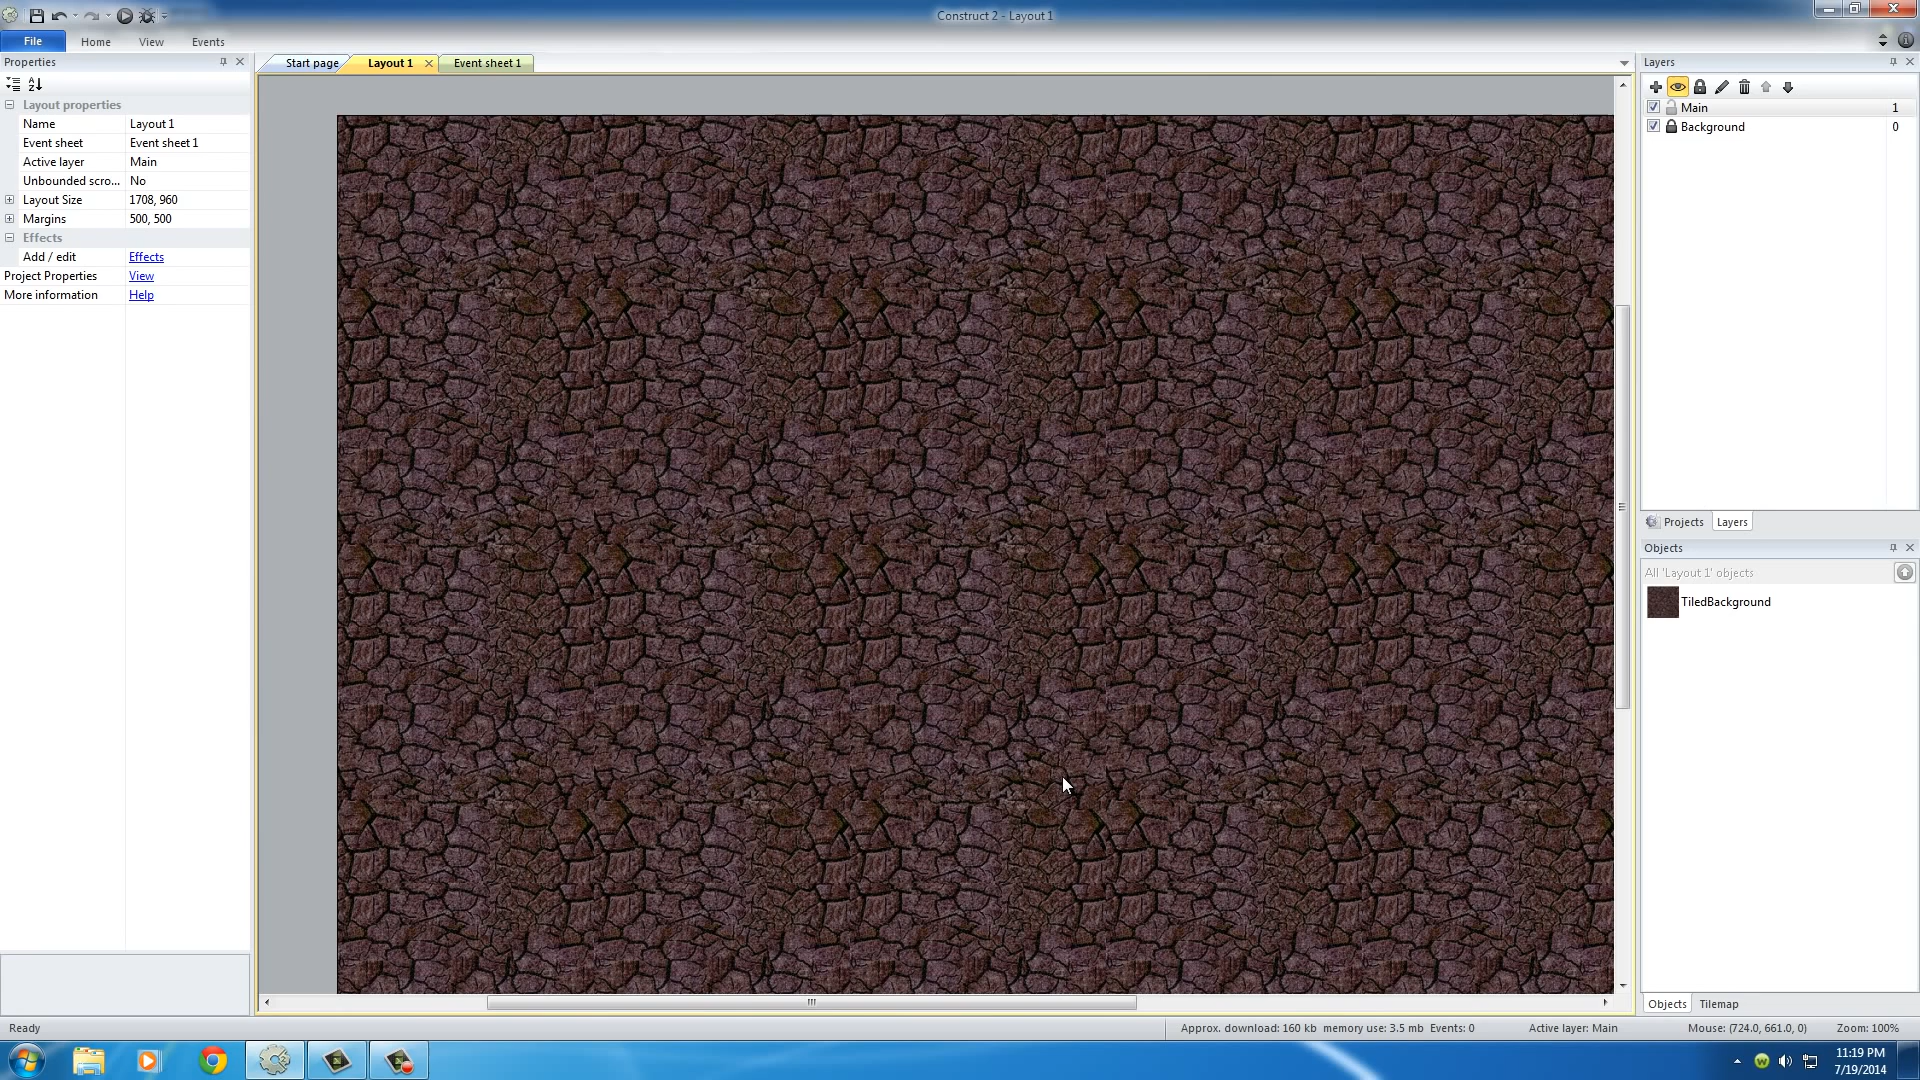 Construct 2 - Layout 1
File Home View Events
Properties
Start page Layout 1 Event sheet 1
Layers
Layout properties
Name Layout 1
Event sheet Event sheet 1
Active layer Main
Unbounded scro... No
Layout Size 1708, 960
Margins 500, 500
Effects
Add / edit Effects
Project Properties View
More information Help
Main 1
Background 0
Projects Layers
Objects
All 'Layout 1' objects
TiledBackground
Objects Tilemap
Ready
Approx. download: 160 kb memory use: 3.5 mb Events: 0 Active layer: Main Mouse: (724.0, 661.0, 0) Zoom: 100%
11:19 PM
7/19/2014